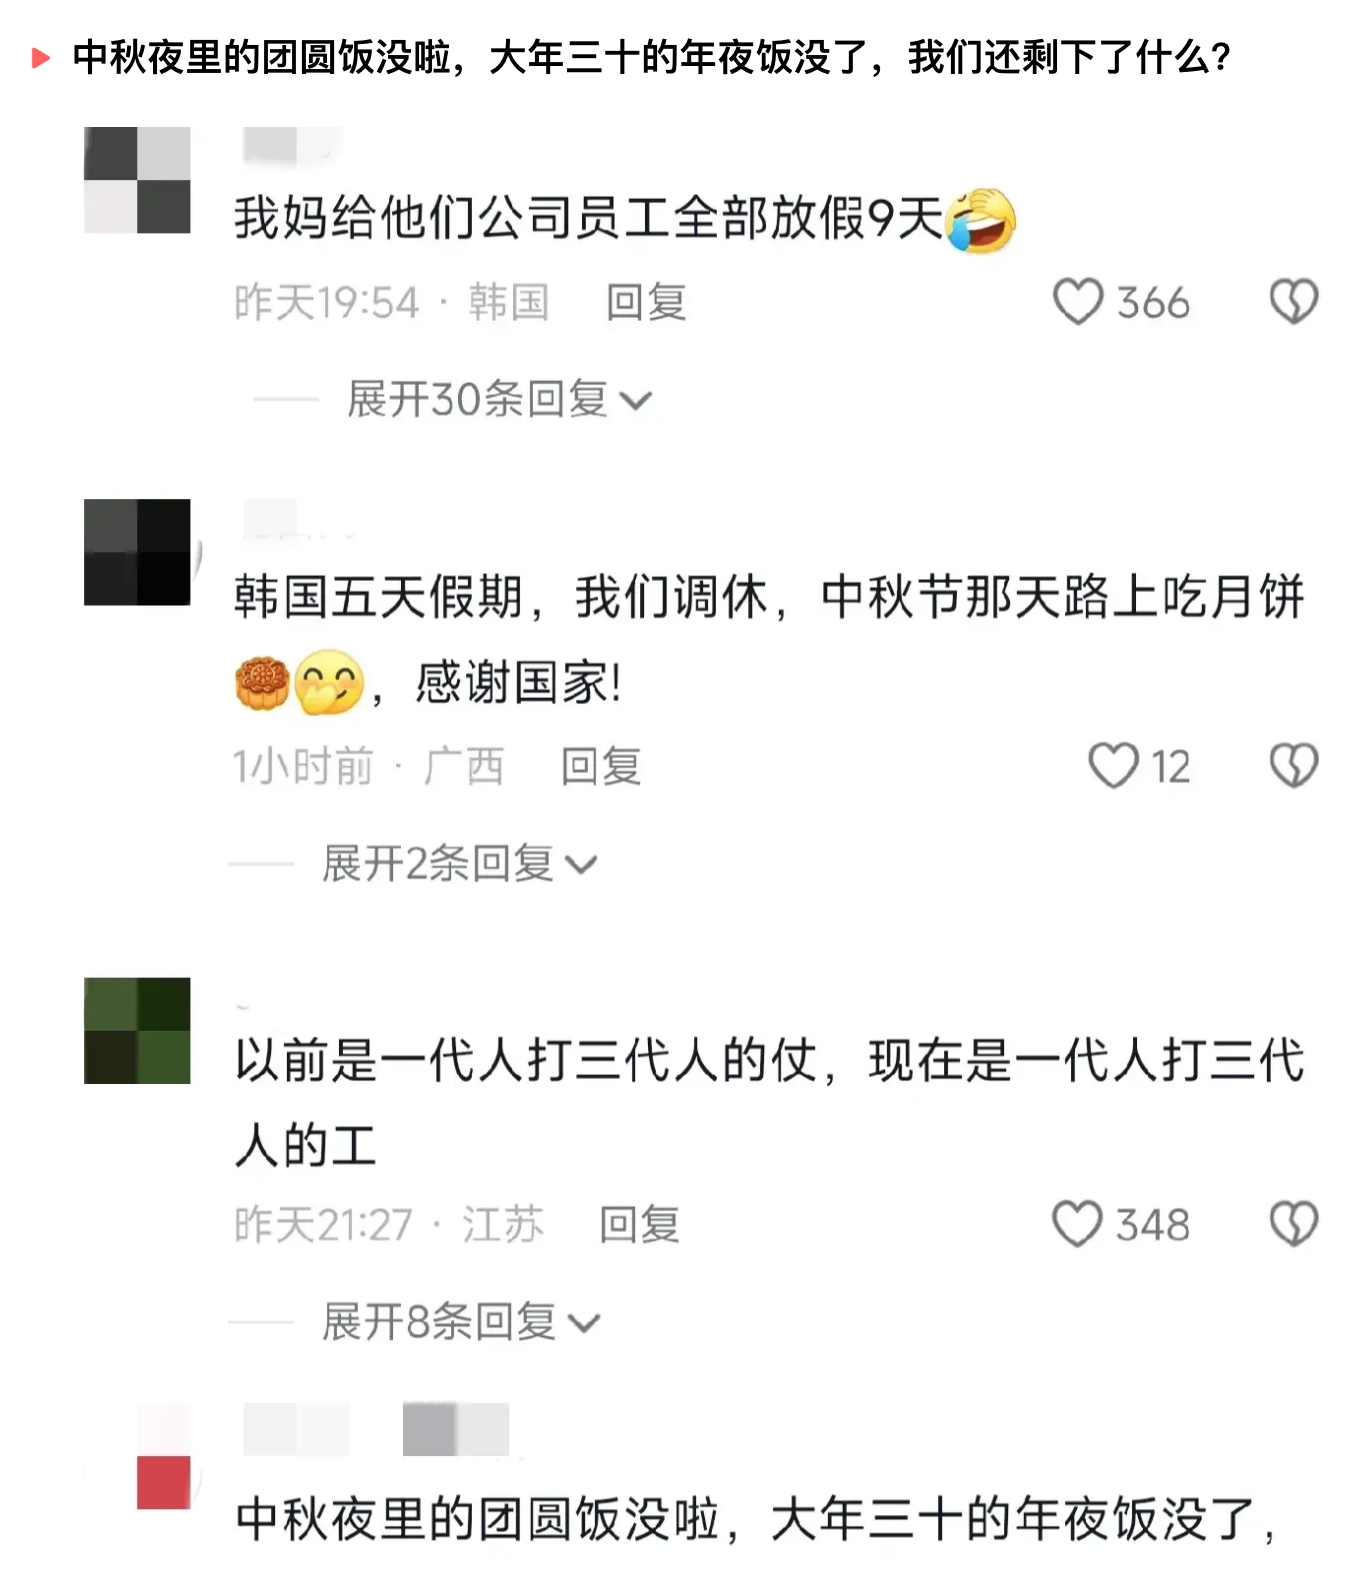 中秋夜里的团圆饭没啦，大年三十的年夜饭没了，我们还剩下了什么？
我妈给他们公司员工全部放假9天🤣
昨天19:54 · 韩国 回复 366
展开30条回复
韩国五天假期，我们调休，中秋节那天路上吃月饼
🥮🤭，感谢国家!
1小时前 · 广西 回复 12
展开2条回复
以前是一代人打三代人的仗，现在是一代人打三代
人的工
昨天21:27 · 江苏 回复 348
展开8条回复
中秋夜里的团圆饭没啦，大年三十的年夜饭没了，